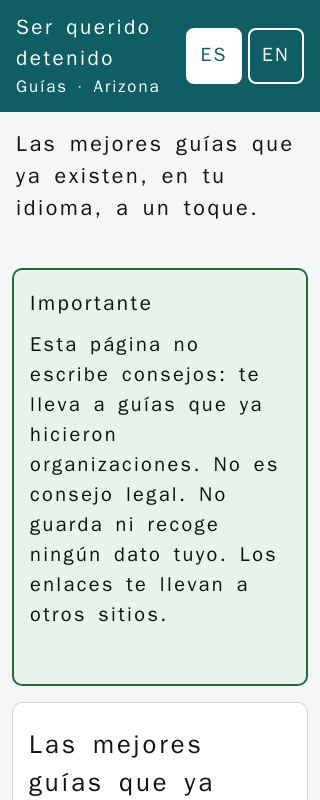 Ser querido
detenido
Guías · Arizona
ES
EN
Las mejores guías que
ya existen, en tu
idioma, a un toque.
Importante
Esta página no
escribe consejos: te
lleva a guías que ya
hicieron
organizaciones. No es
consejo legal. No
guarda ni recoge
ningún dato tuyo. Los
enlaces te llevan a
otros sitios.
Las mejores
guías que ya